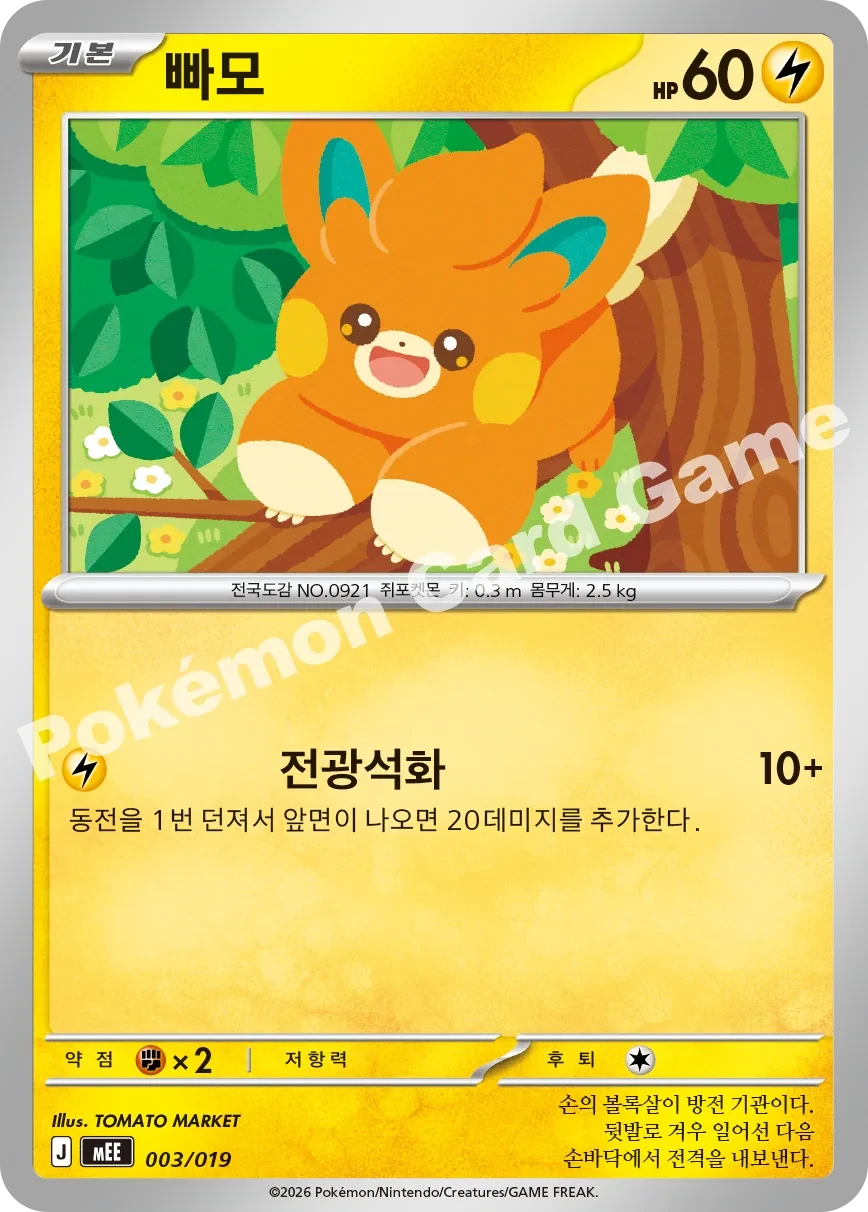 기본
빠모
HP 60
전국도감 NO.0921 쥐포켓몬 키: 0.3 m 몸무게: 2.5 kg
Pokémon Card Game
전광석화 10+
동전을 1번 던져서 앞면이 나오면 20데미지를 추가한다.
약점 ×2 저항력 후퇴
손의 볼록살이 방전 기관이다.
뒷발로 겨우 일어선 다음
손바닥에서 전격을 내보낸다.
Illus. TOMATO MARKET
J mEE 003/019
©2026 Pokémon/Nintendo/Creatures/GAME FREAK.